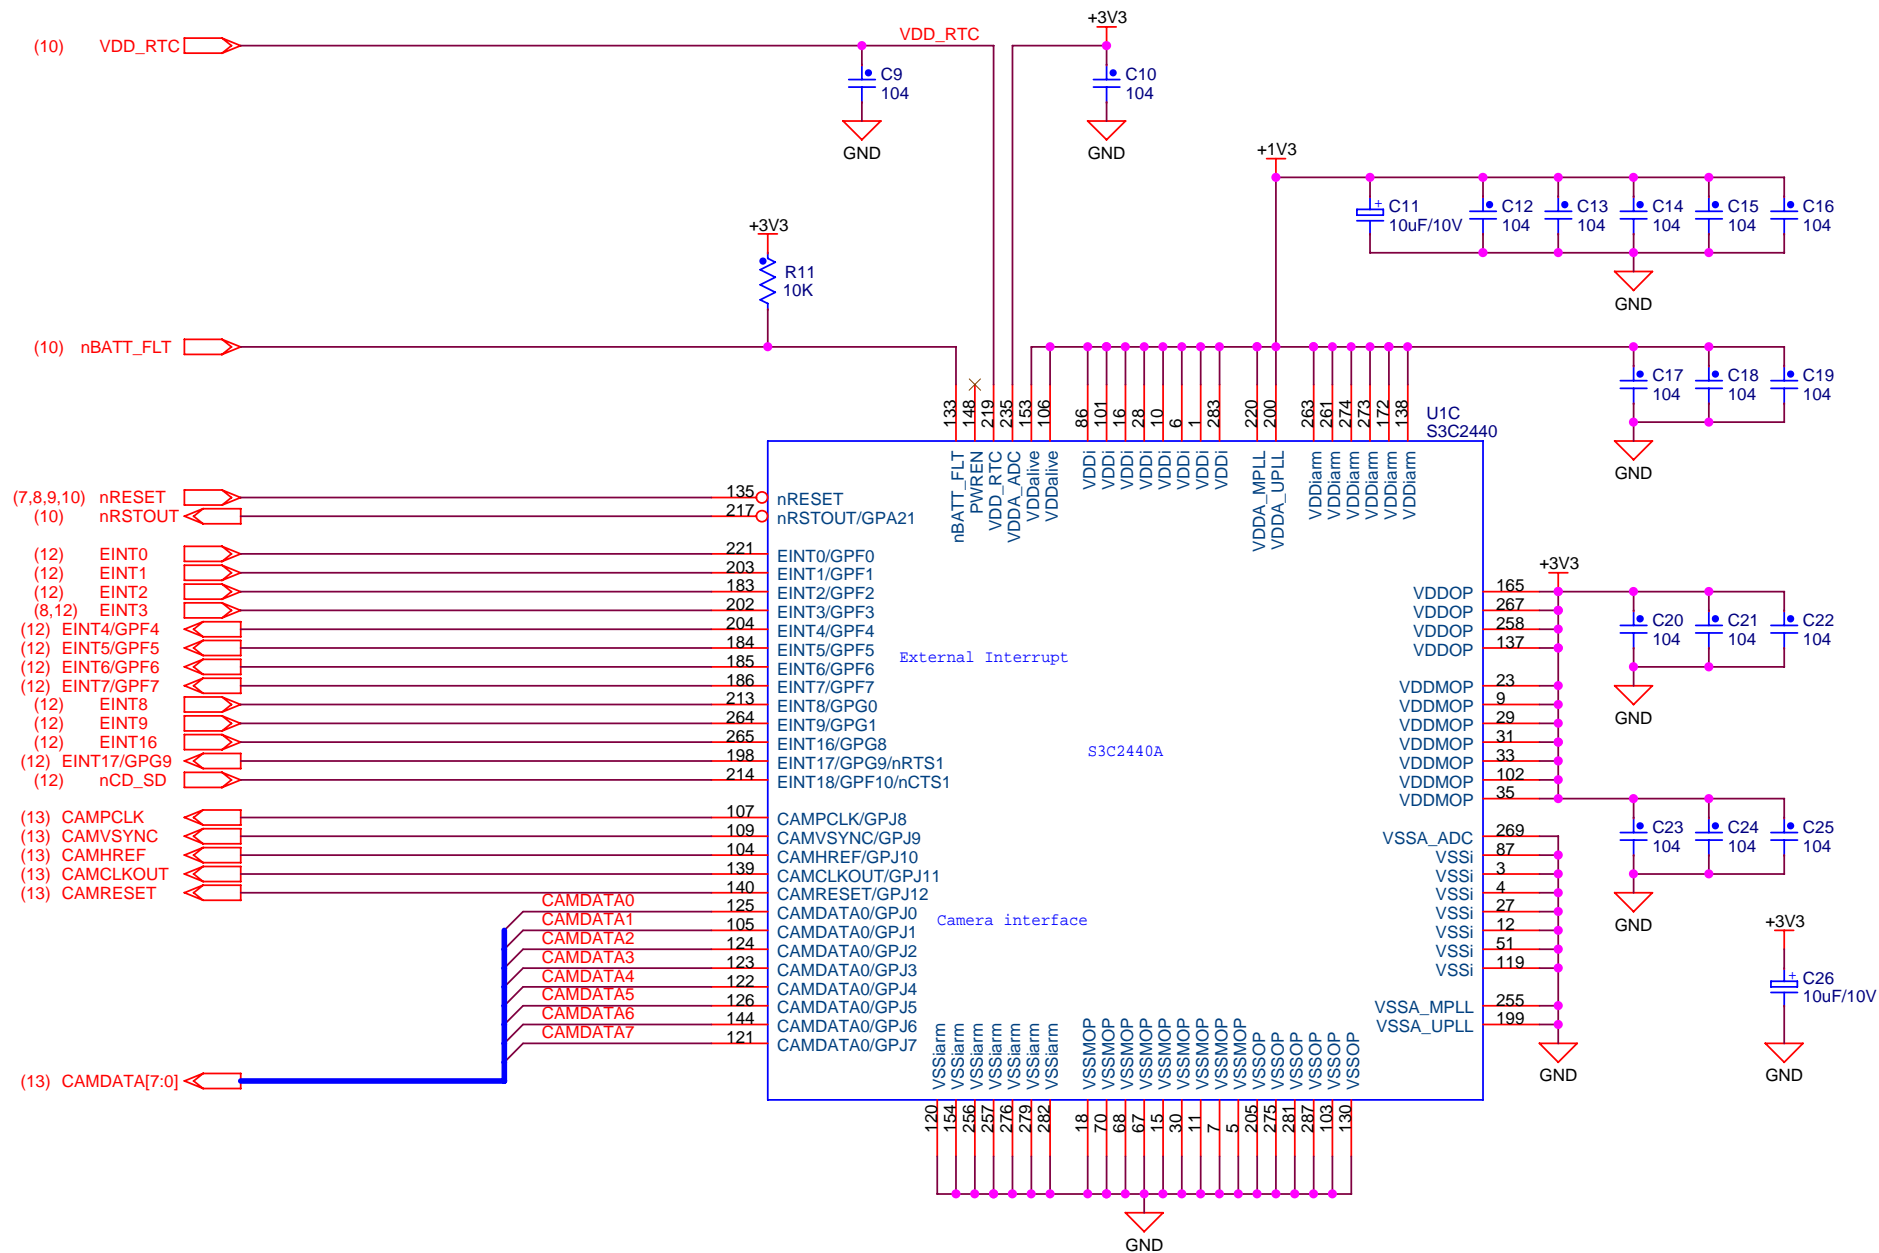 +3V3
(10) VDD_RTC
VDD_RTC
C9
104
GND
C10
104
GND
+1V3
C11
10uF/10V
C12
104
C13
104
C14
104
C15
104
C16
104
GND
+3V3
R11
10K
(10) nBATT_FLT
C17
104
C18
104
C19
104
GND
133
148
219
235
153
106
86
101
16
28
10
6
1
283
220
200
263
261
274
273
172
138
U1C
S3C2440
nBATT_FLT
PWREN
VDD_RTC
VDDA_ADC
VDDalive
VDDalive
VDDi
VDDi
VDDi
VDDi
VDDi
VDDi
VDDi
VDDi
VDDA_MPLL
VDDA_UPLL
VDDiarm
VDDiarm
VDDiarm
VDDiarm
VDDiarm
VDDiarm
(7,8,9,10) nRESET 135 nRESET
(10) nRSTOUT 217 nRSTOUT/GPA21
(12) EINT0 221 EINT0/GPF0
(12) EINT1 203 EINT1/GPF1
(12) EINT2 183 EINT2/GPF2
(8,12) EINT3 202 EINT3/GPF3
(12) EINT4/GPF4 204 EINT4/GPF4
(12) EINT5/GPF5 184 EINT5/GPF5
(12) EINT6/GPF6 185 EINT6/GPF6
(12) EINT7/GPF7 186 EINT7/GPF7
(12) EINT8 213 EINT8/GPG0
(12) EINT9 264 EINT9/GPG1
(12) EINT16 265 EINT16/GPG8
(12) EINT17/GPG9 198 EINT17/GPG9/nRTS1
(12) nCD_SD 214 EINT18/GPF10/nCTS1
External Interrupt
S3C2440A
(13) CAMPCLK 107 CAMPCLK/GPJ8
(13) CAMVSYNC 109 CAMVSYNC/GPJ9
(13) CAMHREF 104 CAMHREF/GPJ10
(13) CAMCLKOUT 139 CAMCLKOUT/GPJ11
(13) CAMRESET 140 CAMRESET/GPJ12
CAMDATA0 125 CAMDATA0/GPJ0
CAMDATA1 105 CAMDATA0/GPJ1
CAMDATA2 124 CAMDATA0/GPJ2
CAMDATA3 123 CAMDATA0/GPJ3
CAMDATA4 122 CAMDATA0/GPJ4
CAMDATA5 126 CAMDATA0/GPJ5
CAMDATA6 144 CAMDATA0/GPJ6
CAMDATA7 121 CAMDATA0/GPJ7
(13) CAMDATA[7:0]
Camera interface
+3V3
VDDOP 165
VDDOP 267
VDDOP 258
VDDOP 137
VDDMOP 23
VDDMOP 9
VDDMOP 29
VDDMOP 31
VDDMOP 33
VDDMOP 102
VDDMOP 35
VSSA_ADC 269
VSSi 87
VSSi 3
VSSi 4
VSSi 27
VSSi 12
VSSi 51
VSSi 119
VSSA_MPLL 255
VSSA_UPLL 199
GND
C20
104
C21
104
C22
104
GND
C23
104
C24
104
C25
104
GND
+3V3
C26
10uF/10V
GND
VSSiarm
VSSiarm
VSSiarm
VSSiarm
VSSiarm
VSSiarm
VSSiarm
VSSMOP
VSSMOP
VSSMOP
VSSMOP
VSSMOP
VSSMOP
VSSMOP
VSSMOP
VSSMOP
VSSOP
VSSOP
VSSOP
VSSOP
VSSOP
VSSOP
120
154
256
257
276
279
282
18
70
68
67
15
30
11
7
5
205
275
281
287
103
130
GND